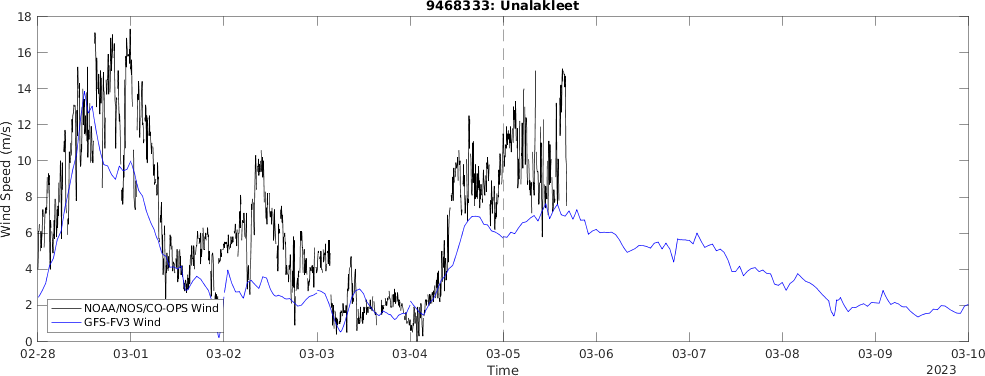 9468333: Unalakleet
18
16
14
12
10
8
6
4
2
0
Wind Speed (m/s)
NOAA/NOS/CO-OPS Wind
GFS-FV3 Wind
02-28 03-01 03-02 03-03 03-04 03-05 03-06 03-07 03-08 03-09 03-10
Time
2023